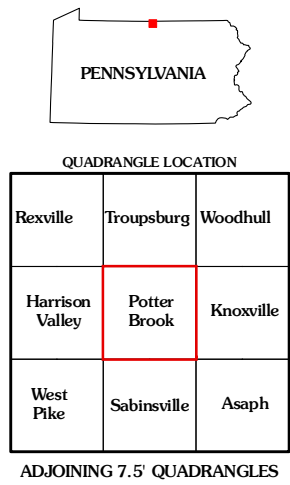 PENNSYLVANIA
QUADRANGLE LOCATION
Rexville Troupsburg Woodhull
Harrison
Valley
Potter
Brook
Knoxville
West
Pike
Sabinsville
Asaph
ADJOINING 7.5' QUADRANGLES